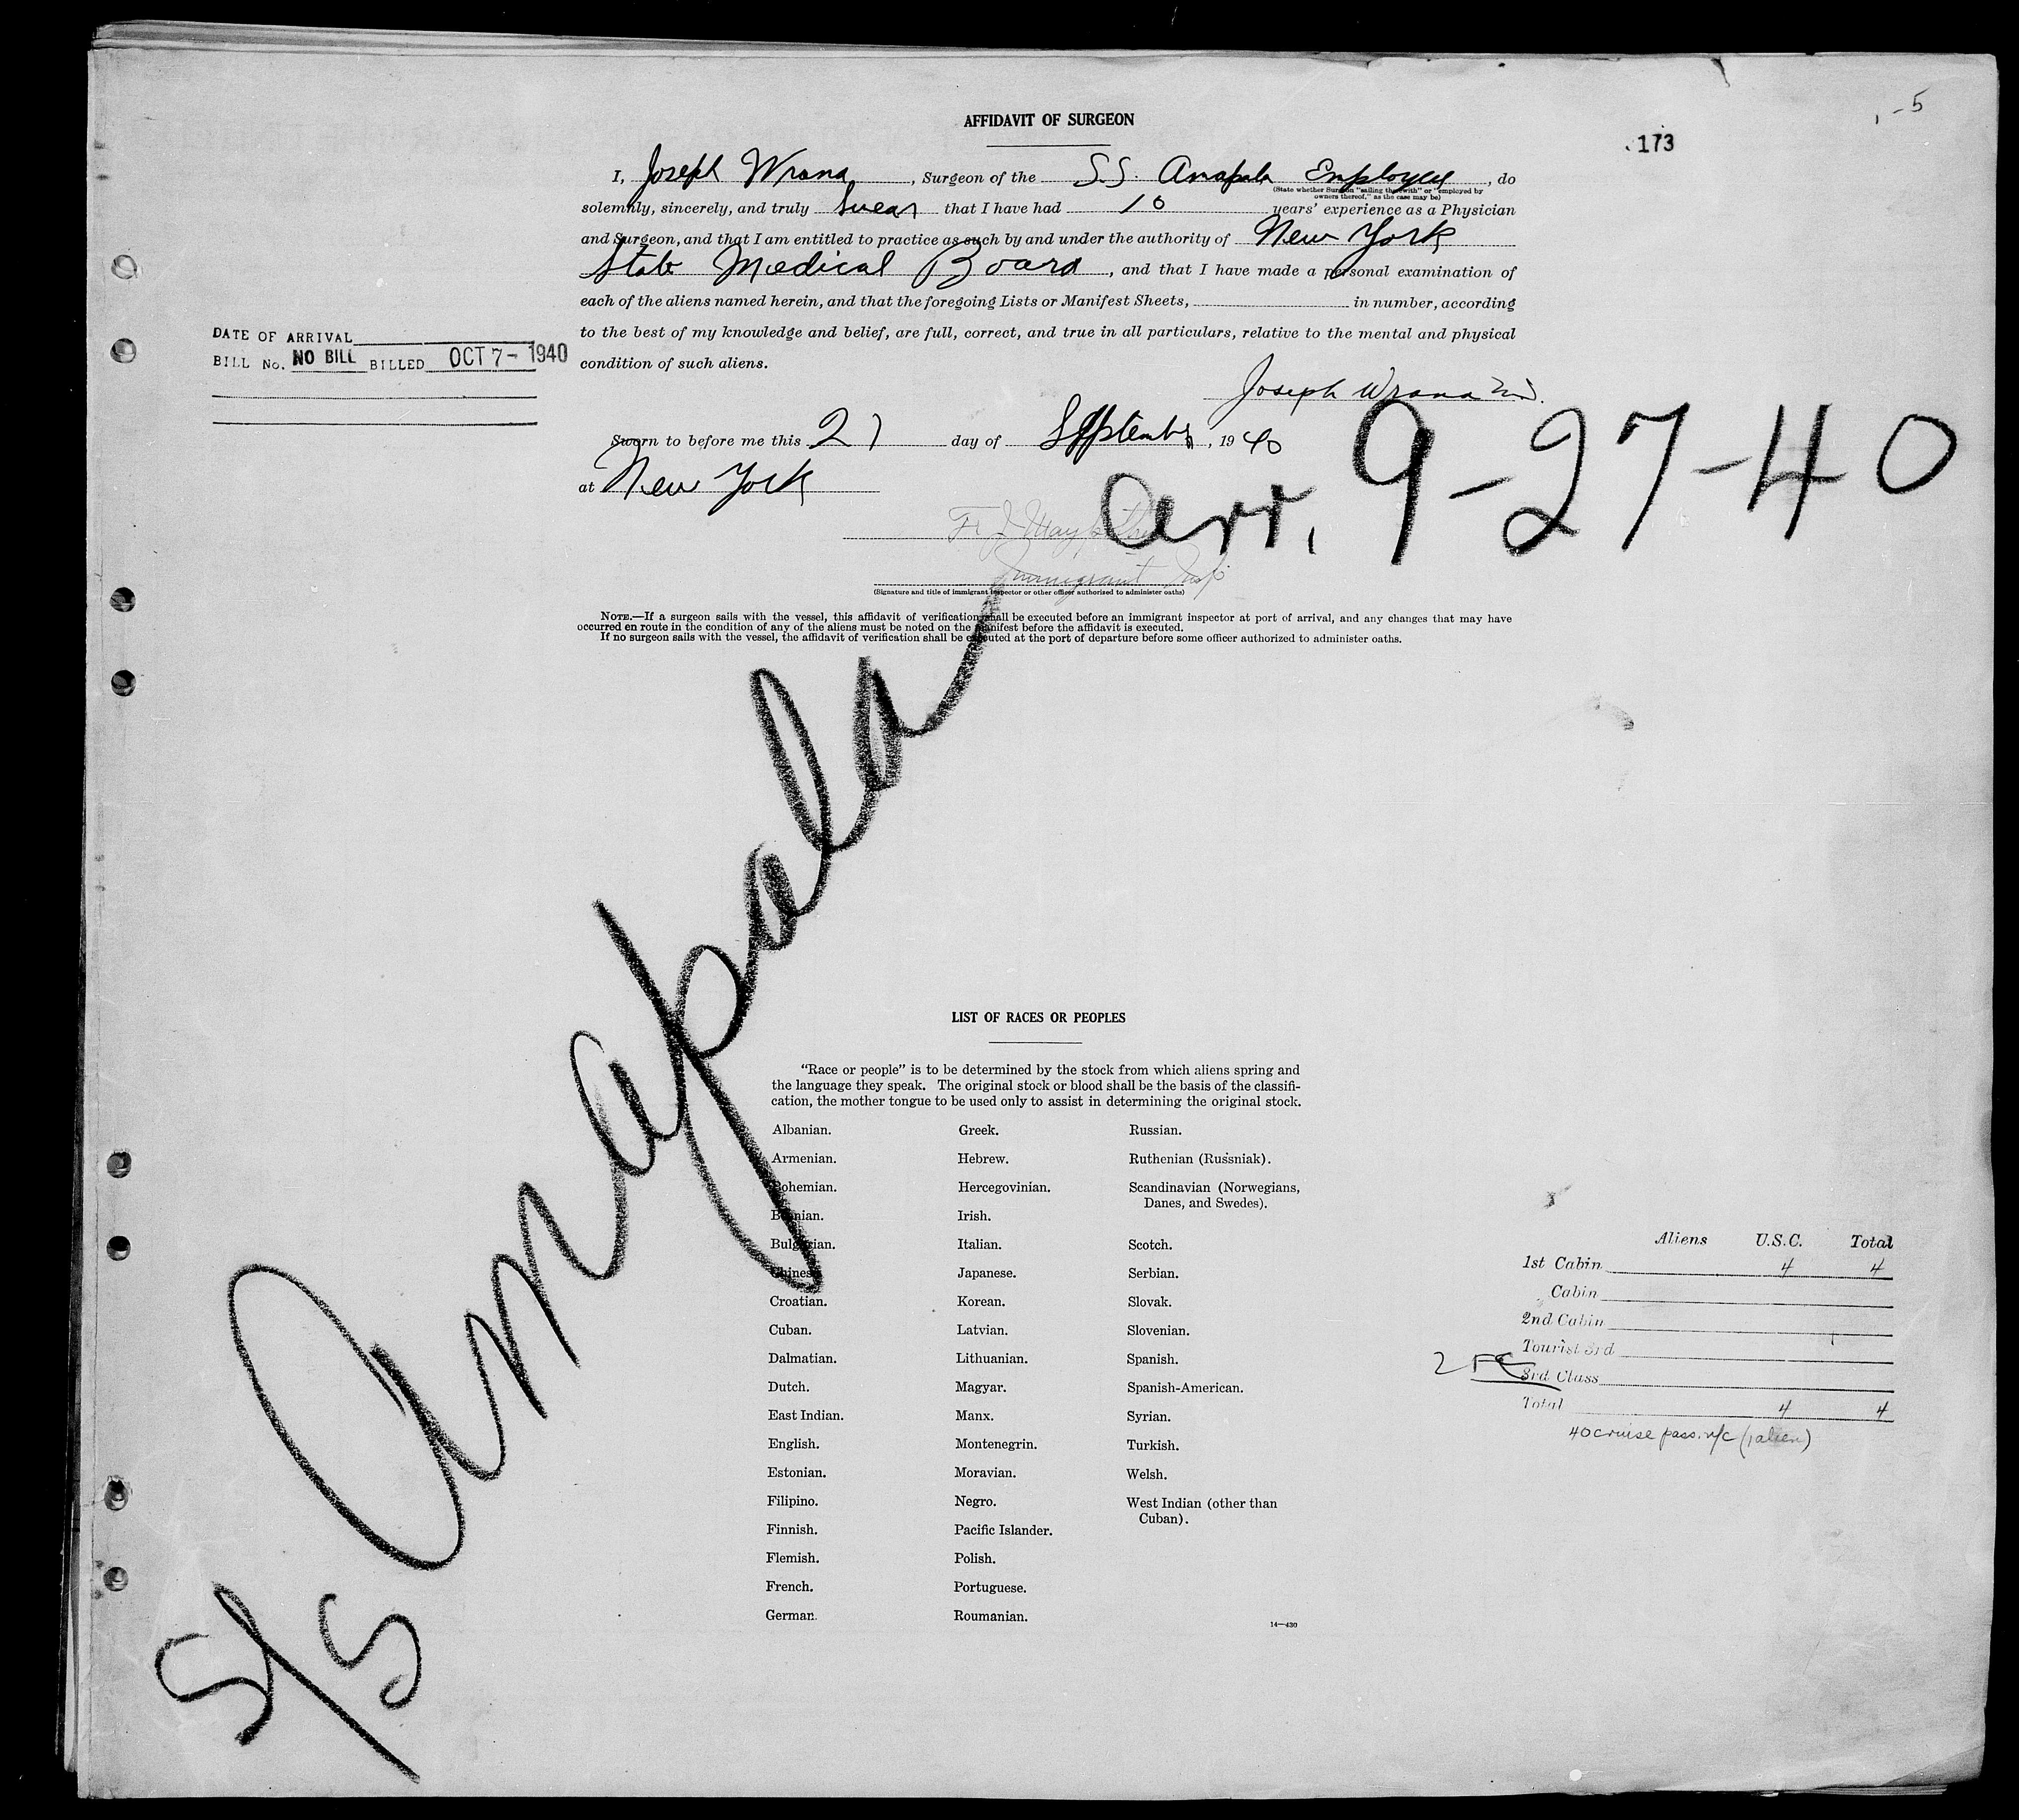 -5
173
AFFIDAVIT OF SURGEON
I, Joseph Wrana, Surgeon of the S.S. Amapala Employee, do
(State whether Surgeon "sailing therewith" or "employed by
owners thereof," as the case may be)
solemnly, sincerely, and truly swear that I have had 10 years' experience as a Physician
and Surgeon, and that I am entitled to practice as such by and under the authority of New York
State Medical Board, and that I have made a personal examination of
each of the aliens named herein, and that the foregoing Lists or Manifest Sheets, in number, according
to the best of my knowledge and belief, are full, correct, and true in all particulars, relative to the mental and physical
condition of such aliens.
DATE OF ARRIVAL
BILL No. NO BILL BILLED OCT 7- 1940
Joseph Wrana M.D.
Sworn to before me this 27 day of September, 1940
at New York
arr. 9-27-40
Immigrant Insp
(Signature and title of immigrant inspector or other officer authorized to administer oaths)
NOTE.—If a surgeon sails with the vessel, this affidavit of verification shall be executed before an immigrant inspector at port of arrival, and any changes that may have
occurred en route in the condition of any of the aliens must be noted on the manifest before the affidavit is executed.
If no surgeon sails with the vessel, the affidavit of verification shall be executed at the port of departure before some officer authorized to administer oaths.
S/S Amapala
LIST OF RACES OR PEOPLES
"Race or people" is to be determined by the stock from which aliens spring and
the language they speak. The original stock or blood shall be the basis of the classifi-
cation, the mother tongue to be used only to assist in determining the original stock.
Albanian.
Armenian.
Bohemian.
Bosnian.
Bulgarian.
Chinese.
Croatian.
Cuban.
Dalmatian.
Dutch.
East Indian.
English.
Estonian.
Filipino.
Finnish.
Flemish.
French.
German.
Greek.
Hebrew.
Hercegovinian.
Irish.
Italian.
Japanese.
Korean.
Latvian.
Lithuanian.
Magyar.
Manx.
Montenegrin.
Moravian.
Negro.
Pacific Islander.
Polish.
Portuguese.
Roumanian.
Russian.
Ruthenian (Russniak).
Scandinavian (Norwegians,
Danes, and Swedes).
Scotch.
Serbian.
Slovak.
Slovenian.
Spanish.
Spanish-American.
Syrian.
Turkish.
Welsh.
West Indian (other than
Cuban).
14—430
Aliens U.S.C. Total
1st Cabin 4 4
Cabin
2nd Cabin
Tourist 3rd
3rd Class
Total 4 4
40 cruise pass. n/c (1 alien)